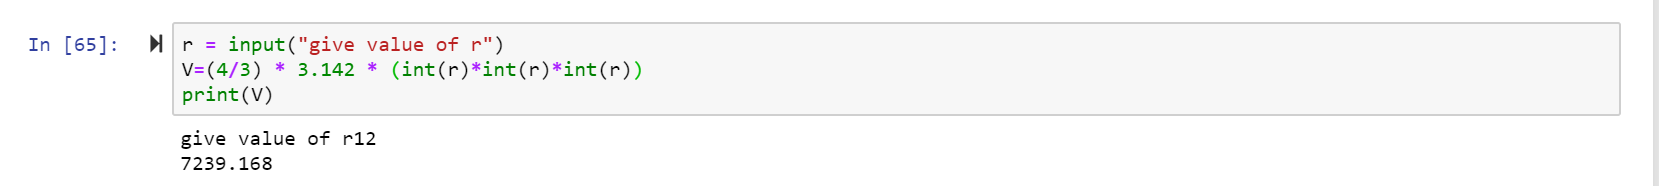 In [65]:
r = input("give value of r")
V=(4/3) * 3.142 * (int(r)*int(r)*int(r))
print(V)
give value of r12
7239.168